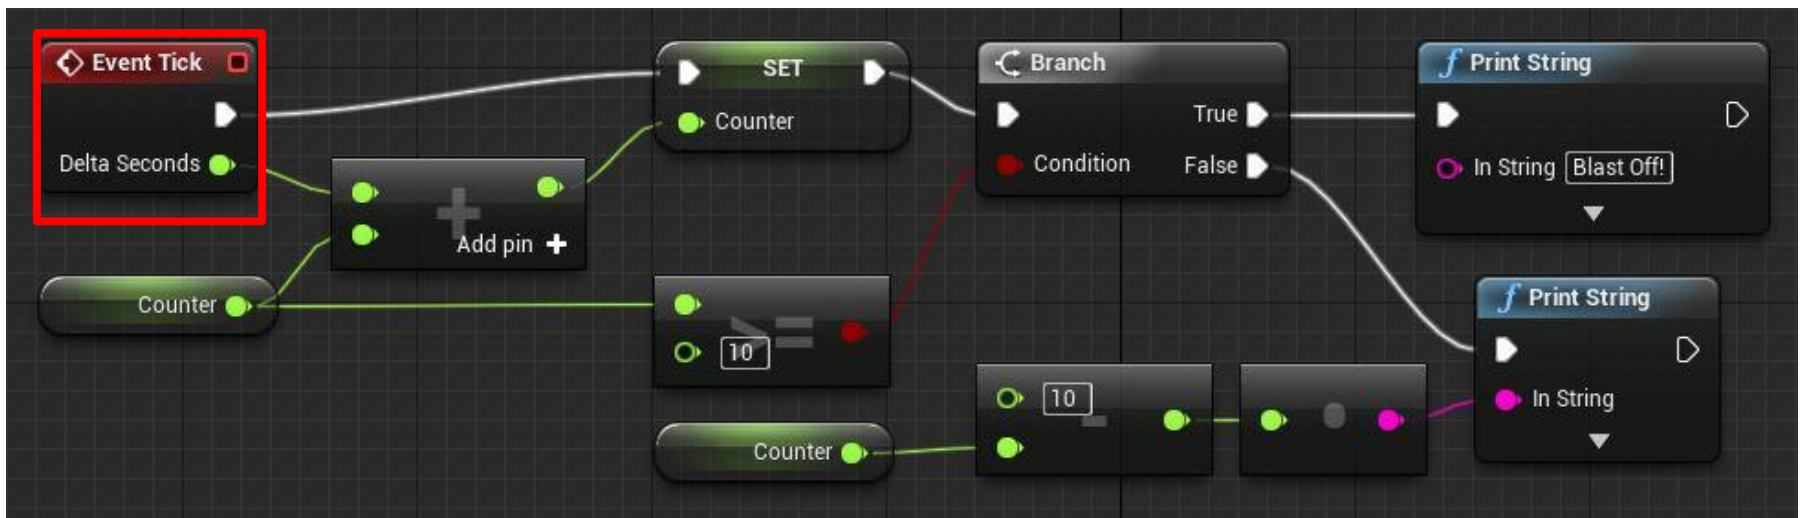 Event Tick
Delta Seconds
Counter
Add pin
SET
Counter
>=
10
Counter
Branch
True
Condition
False
10
Print String
In String Blast Off!
Print String
In String